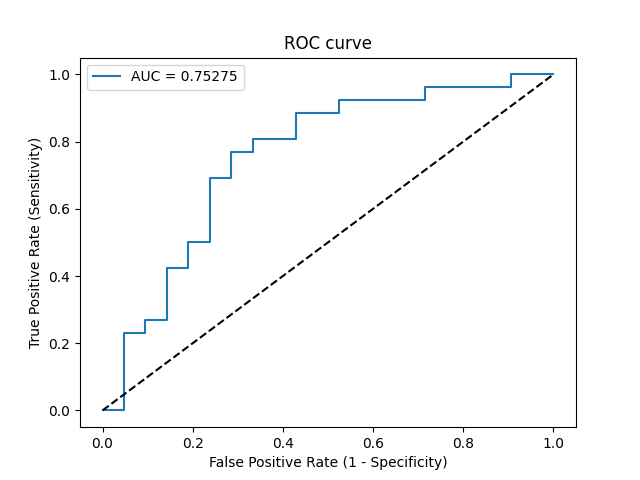 ROC curve
AUC = 0.75275
True Positive Rate (Sensitivity)
1.0
0.8
0.6
0.4
0.2
0.0
0.0 0.2 0.4 0.6 0.8 1.0
False Positive Rate (1 - Specificity)